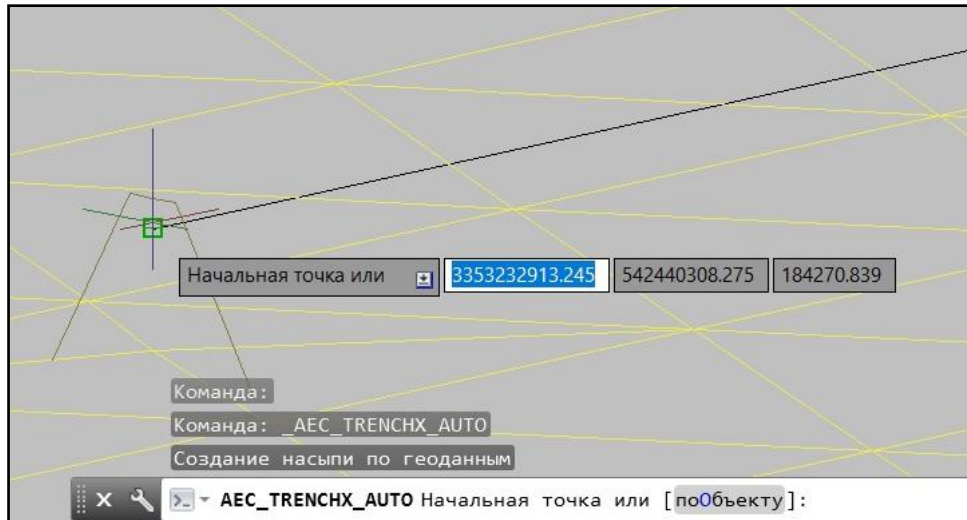 Начальная точка или 3353232913.245 542440308.275 184270.839
Команда:
Команда: _AEC_TRENCHX_AUTO
Создание насыпи по геоданным
AEC_TRENCHX_AUTO Начальная точка или [поОбъекту]: